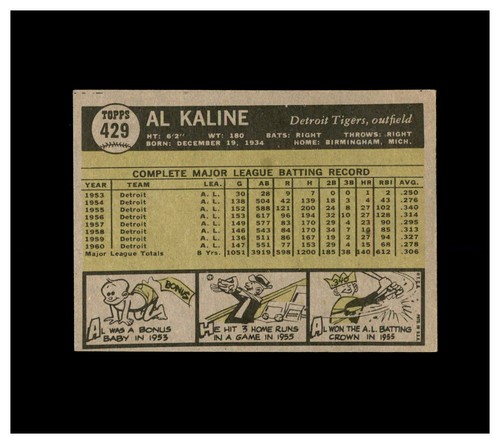 TOPPS
429
AL KALINE
Detroit Tigers, outfield
HT: 6'2" WT: 180 BATS: RIGHT THROWS: RIGHT
BORN: DECEMBER 19, 1934 HOME: BIRMINGHAM, MICH.
COMPLETE MAJOR LEAGUE BATTING RECORD
YEAR TEAM LEA. G AB R H 2B 3B HR RBI AVG.
1953 Detroit A. L. 30 28 9 7 0 0 1 2 .250
1954 Detroit A. L. 138 504 42 139 18 3 4 43 .276
1955 Detroit A. L. 152 588 121 200 24 8 27 102 .340
1956 Detroit A. L. 153 617 96 194 32 10 27 128 .314
1957 Detroit A. L. 149 577 83 170 29 4 23 90 .295
1958 Detroit A. L. 146 543 84 170 34 7 16 85 .313
1959 Detroit A. L. 136 511 86 167 19 2 27 94 .327
1960 Detroit A. L. 147 551 77 153 29 4 15 68 .278
Major League Totals 8 Yrs. 1051 3919 598 1200 185 38 140 612 .306
BONUS
AL WAS A BONUS
BABY IN 1953
HE HIT 3 HOME RUNS
IN A GAME IN 1955
AL WON THE A.L. BATTING
CROWN IN 1955